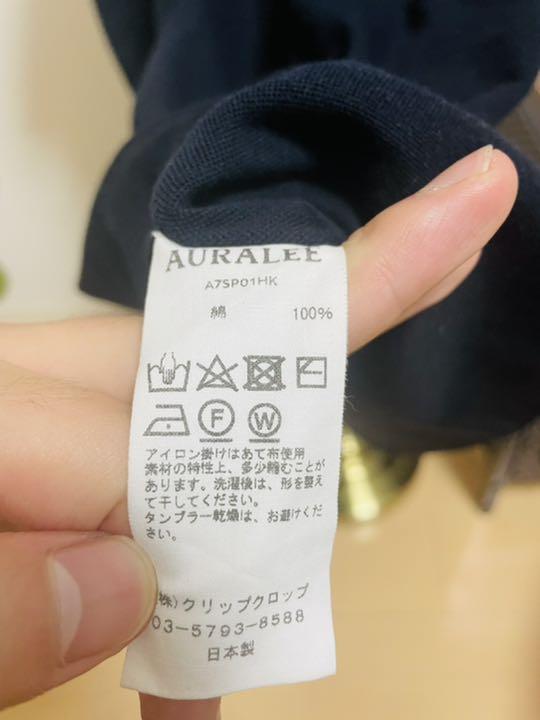 AURALEE
A7SP01HK
綿 100%
F W
アイロン掛けはあて布使用
素材の特性上、多少縮むことが
あります。洗濯後は、形を整え
て干してください。
タンブラー乾燥は、お避けくだ
さい。
(株)クリップクロップ
03-5793-8588
日本製